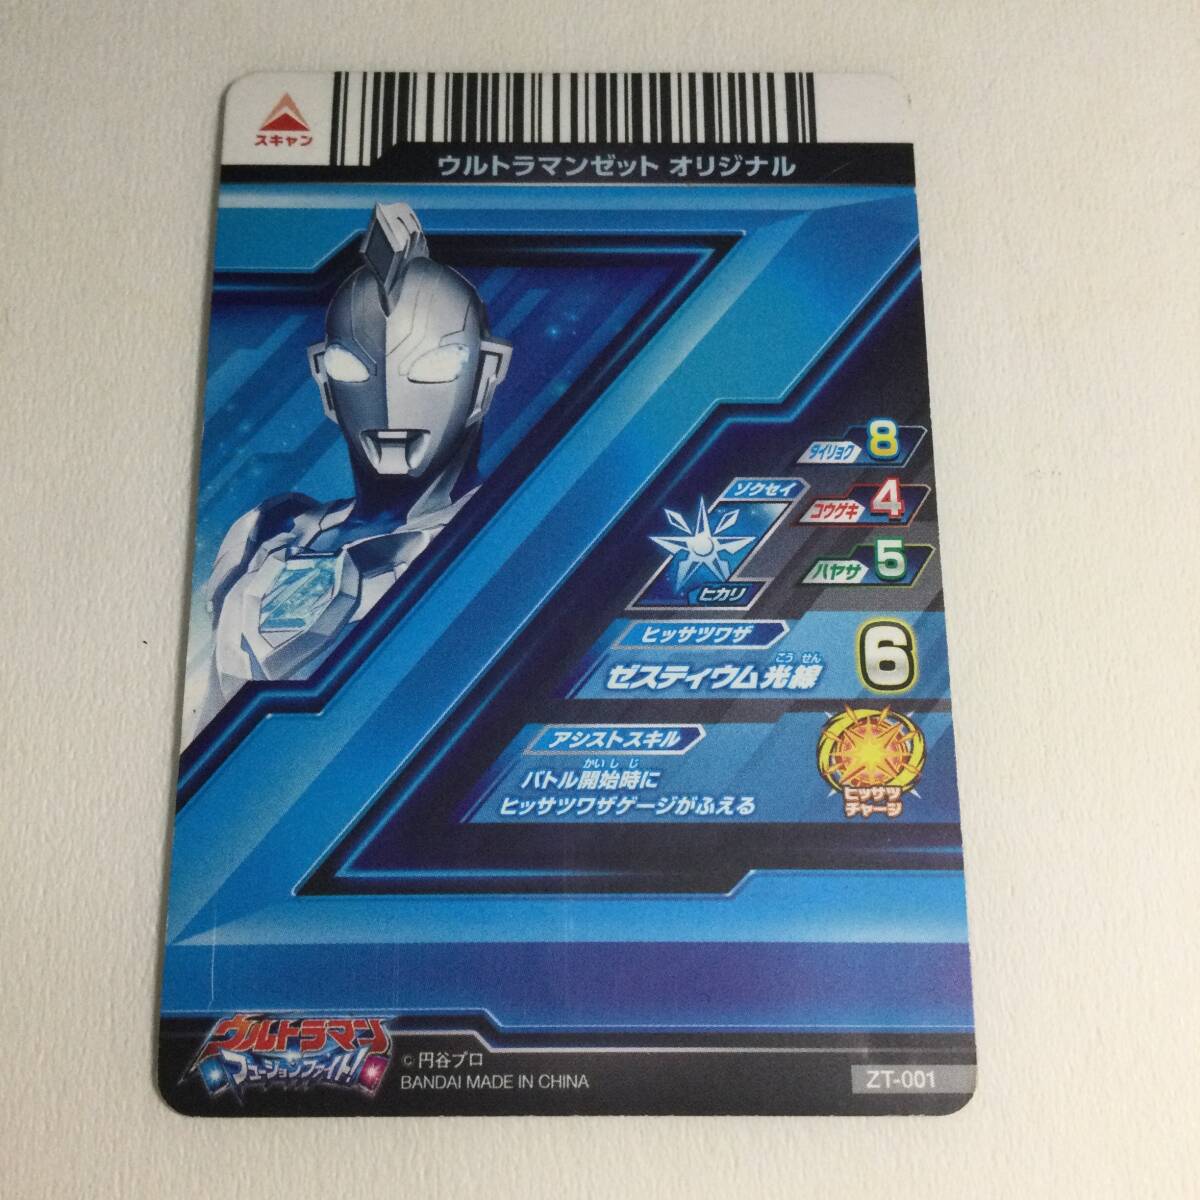 スキャン
ウルトラマンゼット オリジナル
タイリョク 8
コウゲキ 4
ハヤサ 5
ゾクセイ
ヒカリ
ヒッサツワザ
こうせん
ゼスティウム光線
6
アシストスキル
かいしじ
バトル開始時に
ヒッサツワザゲージがふえる
ヒッサツ
チャージ
ウルトラマン
フュージョンファイト!
© 円谷プロ
BANDAI MADE IN CHINA
ZT-001